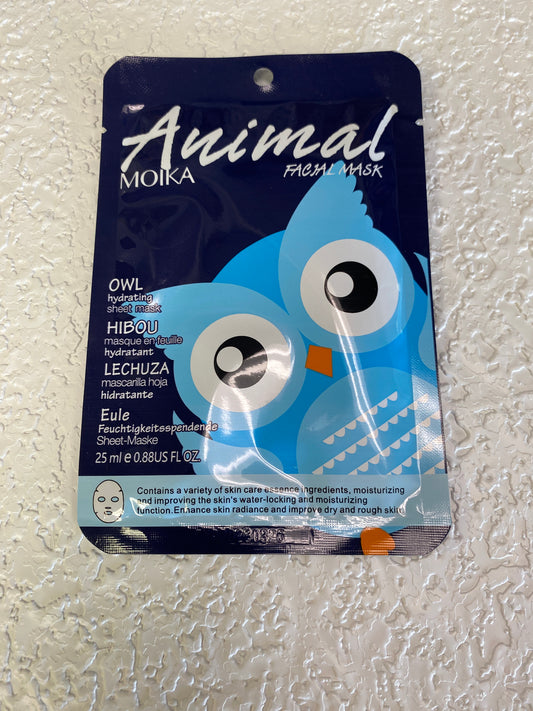 Animal
MOIKA FACIAL MASK
OWL
hydrating
sheet mask
HIBOU
masque en feuille
hydratant
LECHUZA
mascarilla hoja
hidratante
Eule
Feuchtigkeitsspendende
Sheet-Maske
25 ml e 0.88US FL OZ.
Contains a variety of skin care essence ingredients, moisturizing
and improving the skin's water-locking and moisturizing
function.Enhance skin radiance and improve dry and rough skin.